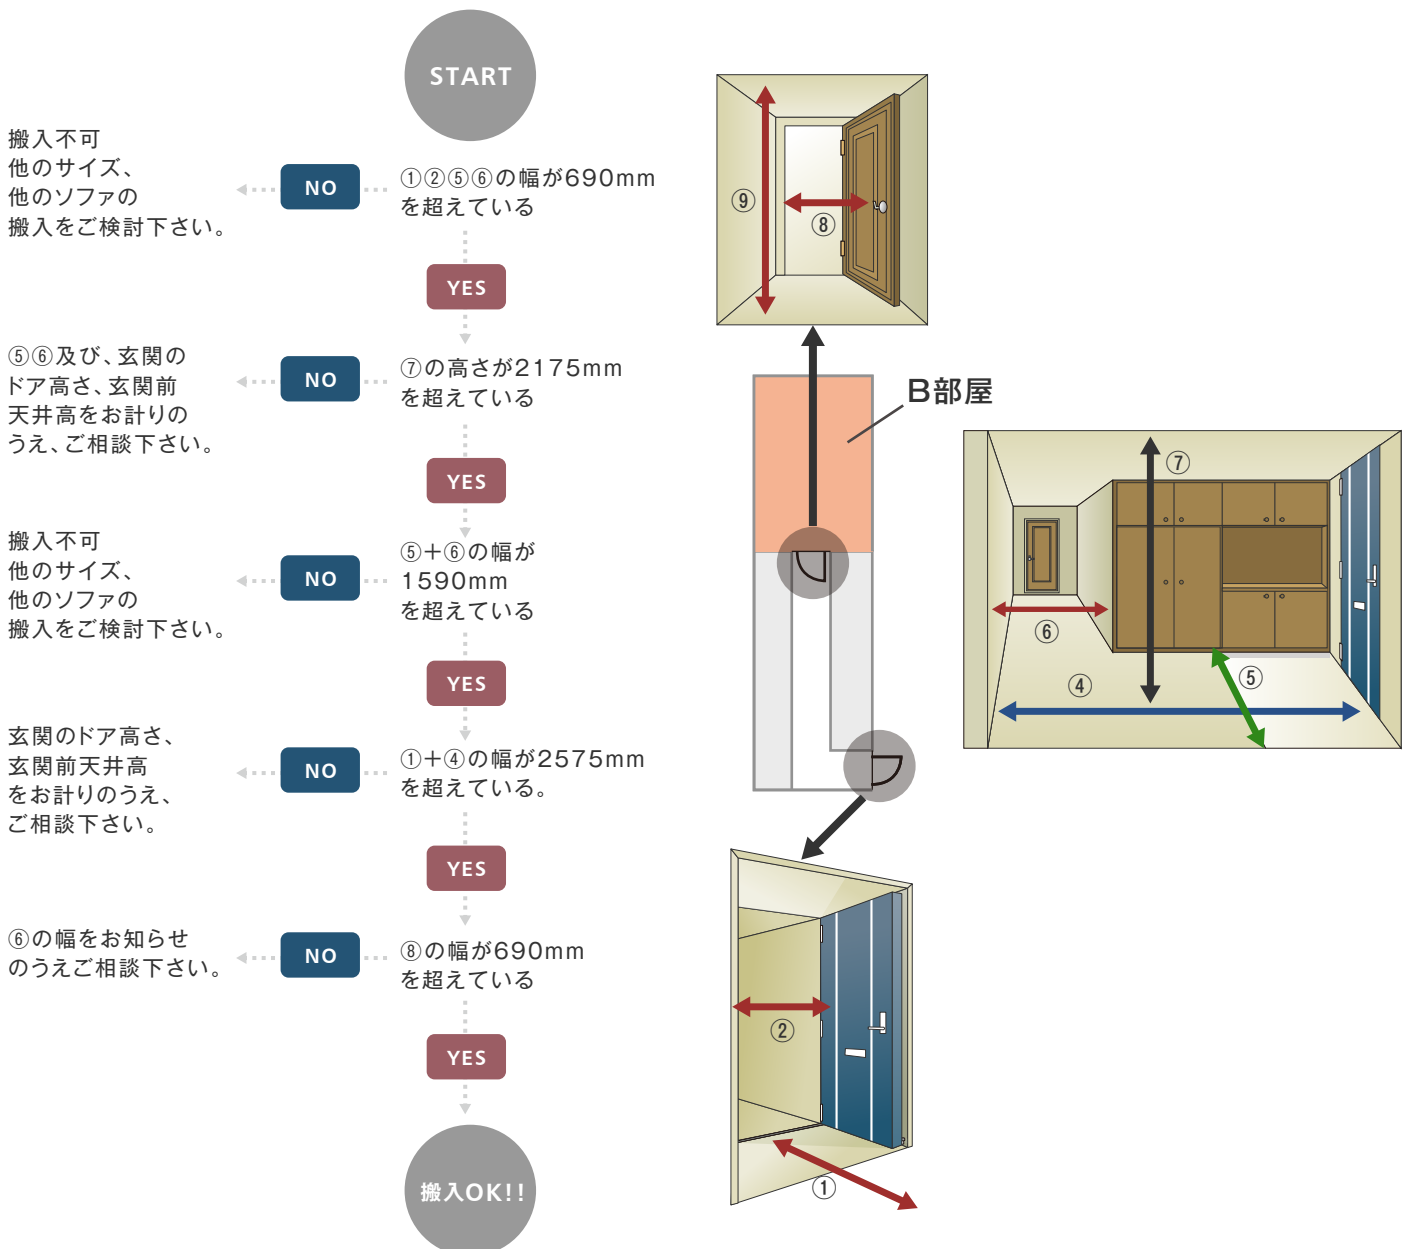 START
搬入不可
他のサイズ、
他のソファの
搬入をご検討下さい。
NO
①②⑤⑥の幅が690mm
を超えている
YES
⑤⑥及び、玄関の
ドア高さ、玄関前
天井高をお計りの
うえ、ご相談下さい。
NO
⑦の高さが2175mm
を超えている
YES
搬入不可
他のサイズ、
他のソファの
搬入をご検討下さい。
NO
⑤＋⑥の幅が
1590mm
を超えている
YES
玄関のドア高さ、
玄関前天井高
をお計りのうえ、
ご相談下さい。
NO
①＋④の幅が2575mm
を超えている。
YES
⑥の幅をお知らせ
のうえご相談下さい。
NO
⑧の幅が690mm
を超えている
YES
搬入OK!!
⑨
⑧
B部屋
⑦
⑥
⑤
④
②
①